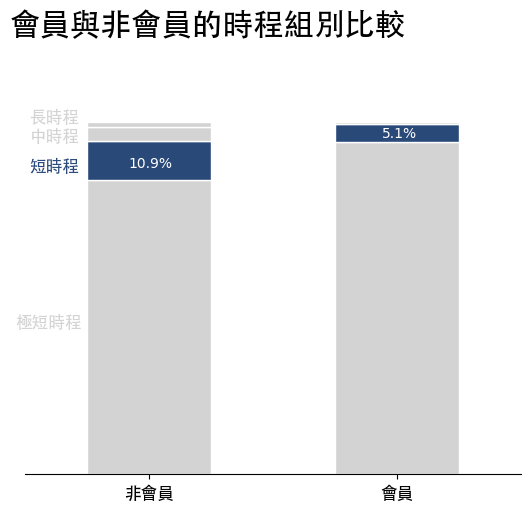 會員與非會員的時程組別比較
長時程
中時程
短時程
極短時程
10.9%
5.1%
非會員
會員